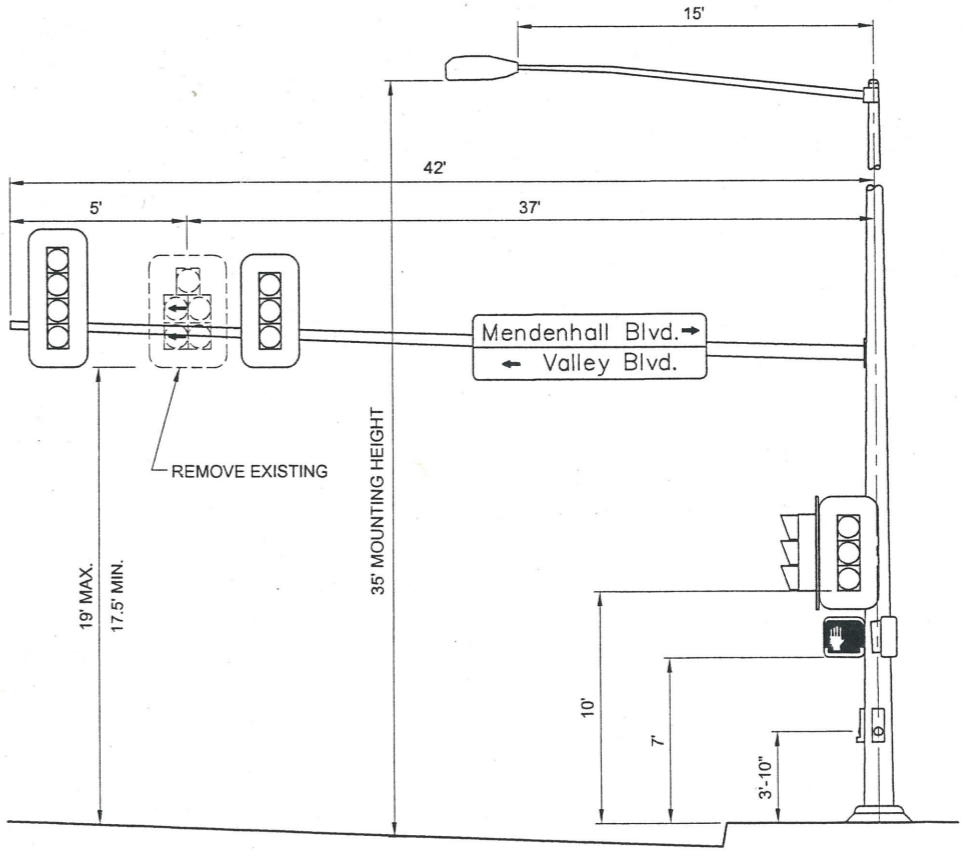 15'
42'
5'
37'
Mendenhall Blvd.→
← Valley Blvd.
REMOVE EXISTING
35' MOUNTING HEIGHT
19' MAX.
17.5' MIN.
10'
7'
3'-10"